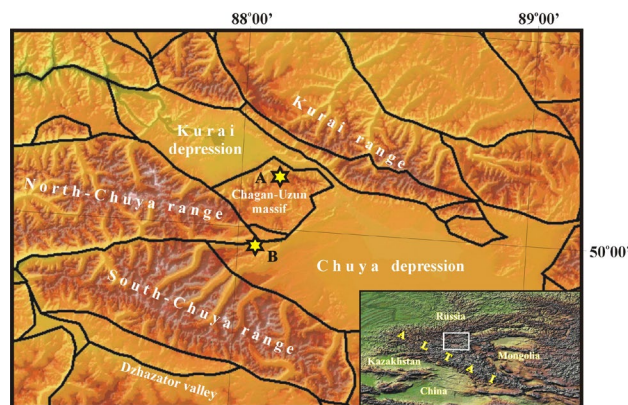 88°00'
89°00'
Kurai
depression
Kurai range
A
Chagan-Uzun
massif
North-Chuya range
B
50°00'
Chuya depression
South-Chuya range
Dzhazator valley
Russia
ALTAI
Kazakhstan
Mongolia
China